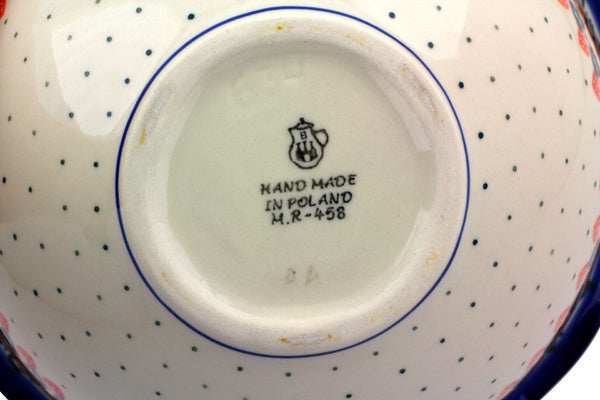 B
HAND MADE
IN POLAND
M.R-458